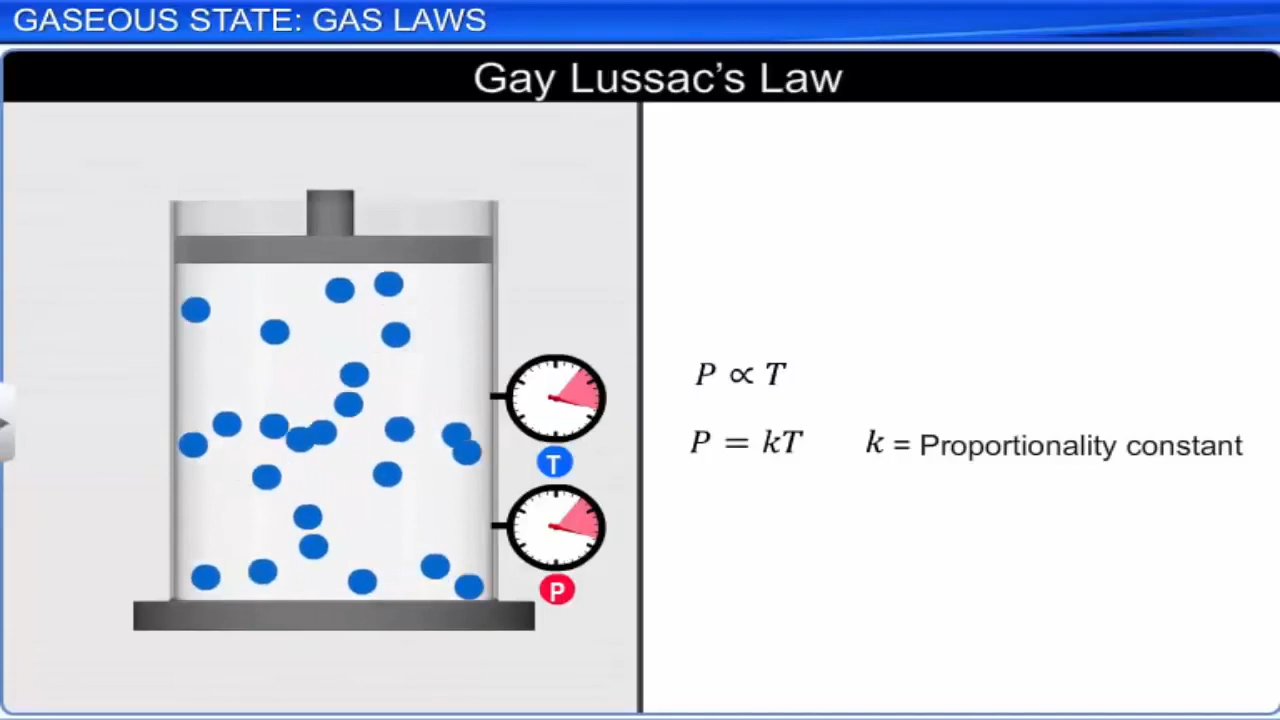 GASEOUS STATE: GAS LAWS
Gay Lussac’s Law
P ∝ T
P = kT k = Proportionality constant
T
P